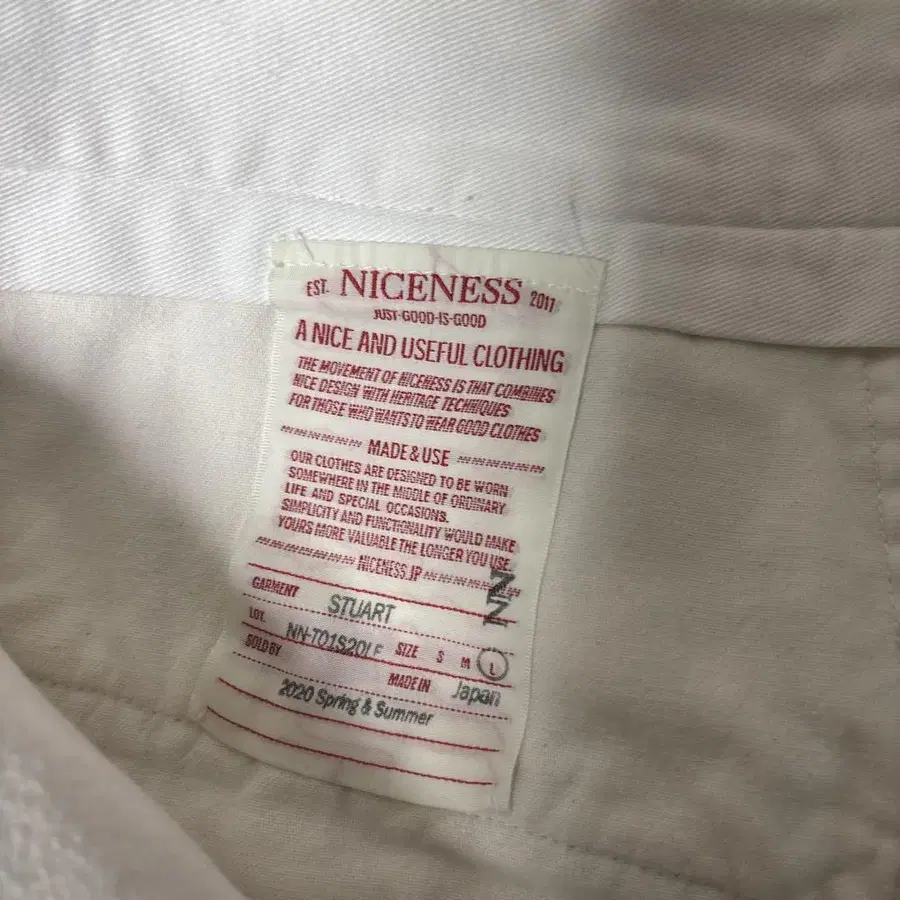 EST. NICENESS 2017
JUST-GOOD-IS-GOOD
A NICE AND USEFUL CLOTHING
THE MOVEMENT OF NICENESS IS THAT COMBINES
NICE DESIGN WITH HERITAGE TECHNIQUES
FOR THOSE WHO WANTS TO WEAR GOOD CLOTHES
MADE & USE
OUR CLOTHES ARE DESIGNED TO BE WORN
SOMEWHERE IN THE MIDDLE OF ORDINARY
LIFE AND SPECIAL OCCASIONS.
SIMPLICITY AND FUNCTIONALITY WOULD MAKE
YOURS MORE VALUABLE THE LONGER YOU USE.
NICENESS.JP
NN
GARMENT STUART
LOT. SIZE S M L
SOLD BY MADE IN Japan
2020 Spring & Summer